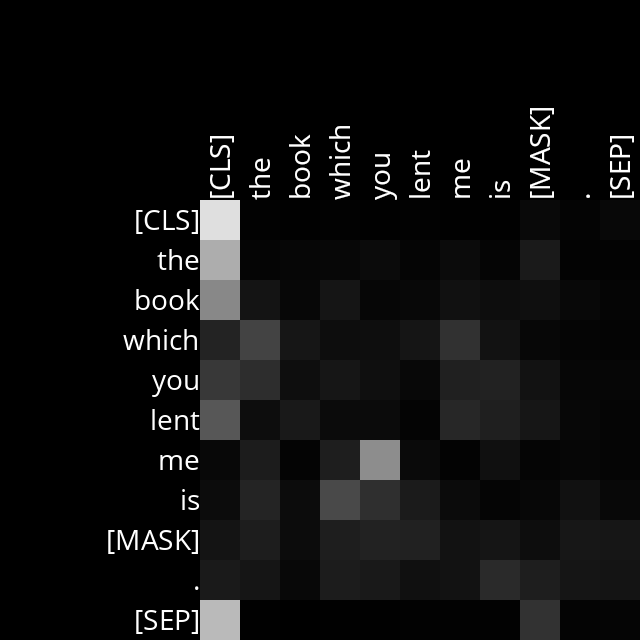 [CLS] the book which you lent me is [MASK] . [SEP]
[CLS]
the
book
which
you
lent
me
is
[MASK]
.
[SEP]